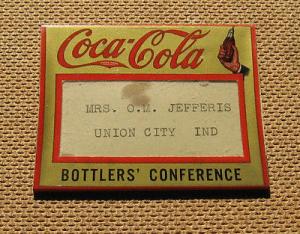 Coca-Cola
MRS. O.M. JEFFERIS
UNION CITY IND
BOTTLERS' CONFERENCE